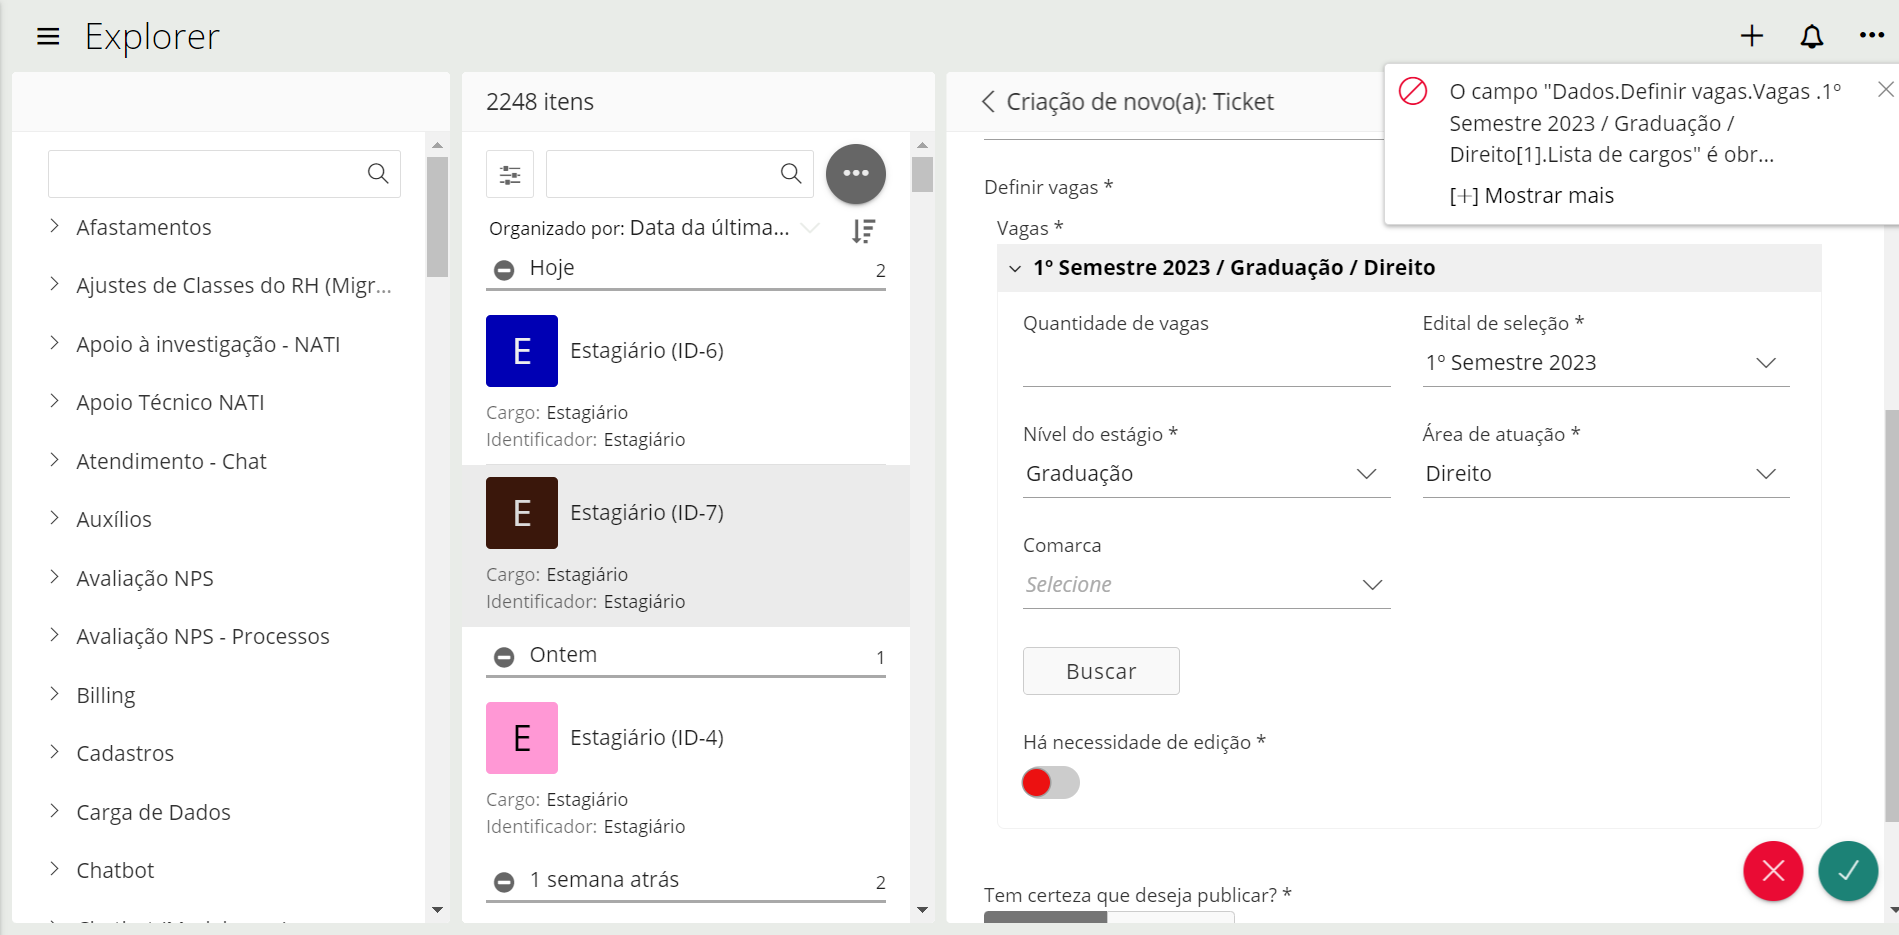 Explorer
Afastamentos
Ajustes de Classes do RH (Migr...
Apoio à investigação - NATI
Apoio Técnico NATI
Atendimento - Chat
Auxílios
Avaliação NPS
Avaliação NPS - Processos
Billing
Cadastros
Carga de Dados
Chatbot
2248 itens
Organizado por: Data da última...
Hoje 2
E Estagiário (ID-6)
Cargo: Estagiário
Identificador: Estagiário
E Estagiário (ID-7)
Cargo: Estagiário
Identificador: Estagiário
Ontem 1
E Estagiário (ID-4)
Cargo: Estagiário
Identificador: Estagiário
1 semana atrás 2
Criação de novo(a): Ticket
O campo "Dados.Definir vagas.Vagas .1º
Semestre 2023 / Graduação /
Direito[1].Lista de cargos" é obr...
[+] Mostrar mais
Definir vagas *
Vagas *
1º Semestre 2023 / Graduação / Direito
Quantidade de vagas
Edital de seleção *
1º Semestre 2023
Nível do estágio *
Graduação
Área de atuação *
Direito
Comarca
Selecione
Buscar
Há necessidade de edição *
Tem certeza que deseja publicar? *